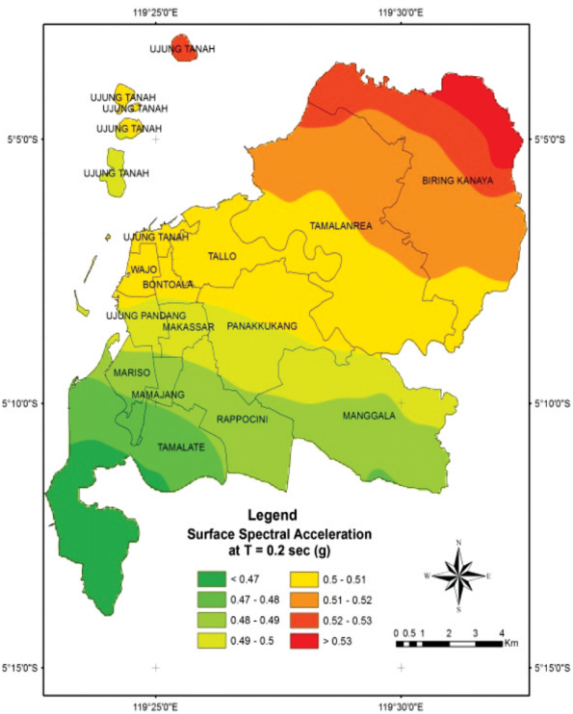 119°25'0"E 119°30'0"E
UJUNG TANAH
UJUNG TANAH
UJUNG TANAH
UJUNG TANAH
5°5'0"S 5°5'0"S
UJUNG TANAH
BIRING KANAYA
TAMALANREA
UJUNG TANAH
TALLO
WAJO
BONTOALA
UJUNG PANDANG
MAKASSAR PANAKKUKANG
MARISO
MAMAJANG
5°10'0"S 5°10'0"S
RAPPOCINI MANGGALA
TAMALATE
Legend
Surface Spectral Acceleration
at T = 0.2 sec (g)
< 0.47 0.5 - 0.51
0.47 - 0.48 0.51 - 0.52
0.48 - 0.49 0.52 - 0.53
0.49 - 0.5 > 0.53
N
W E
S
0 0.5 1 2 3 4
Km
5°15'0"S 5°15'0"S
119°25'0"E 119°30'0"E